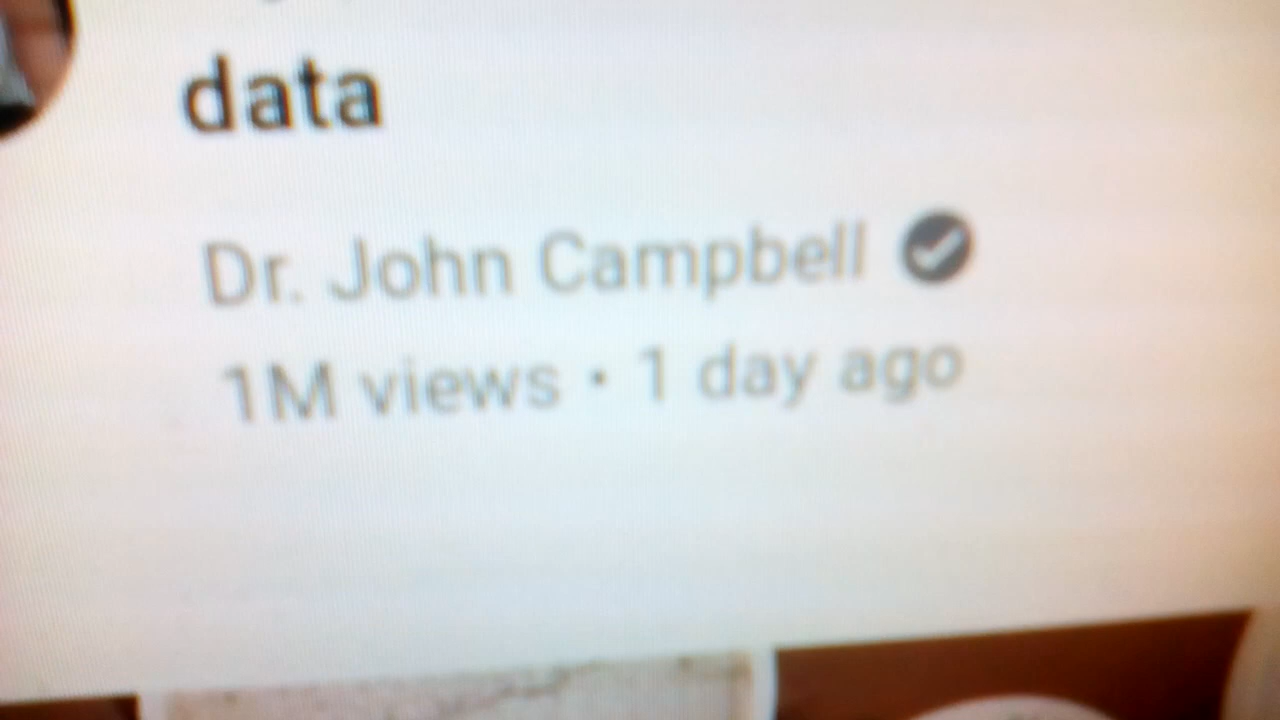 data
Dr. John Campbell
1M views • 1 day ago